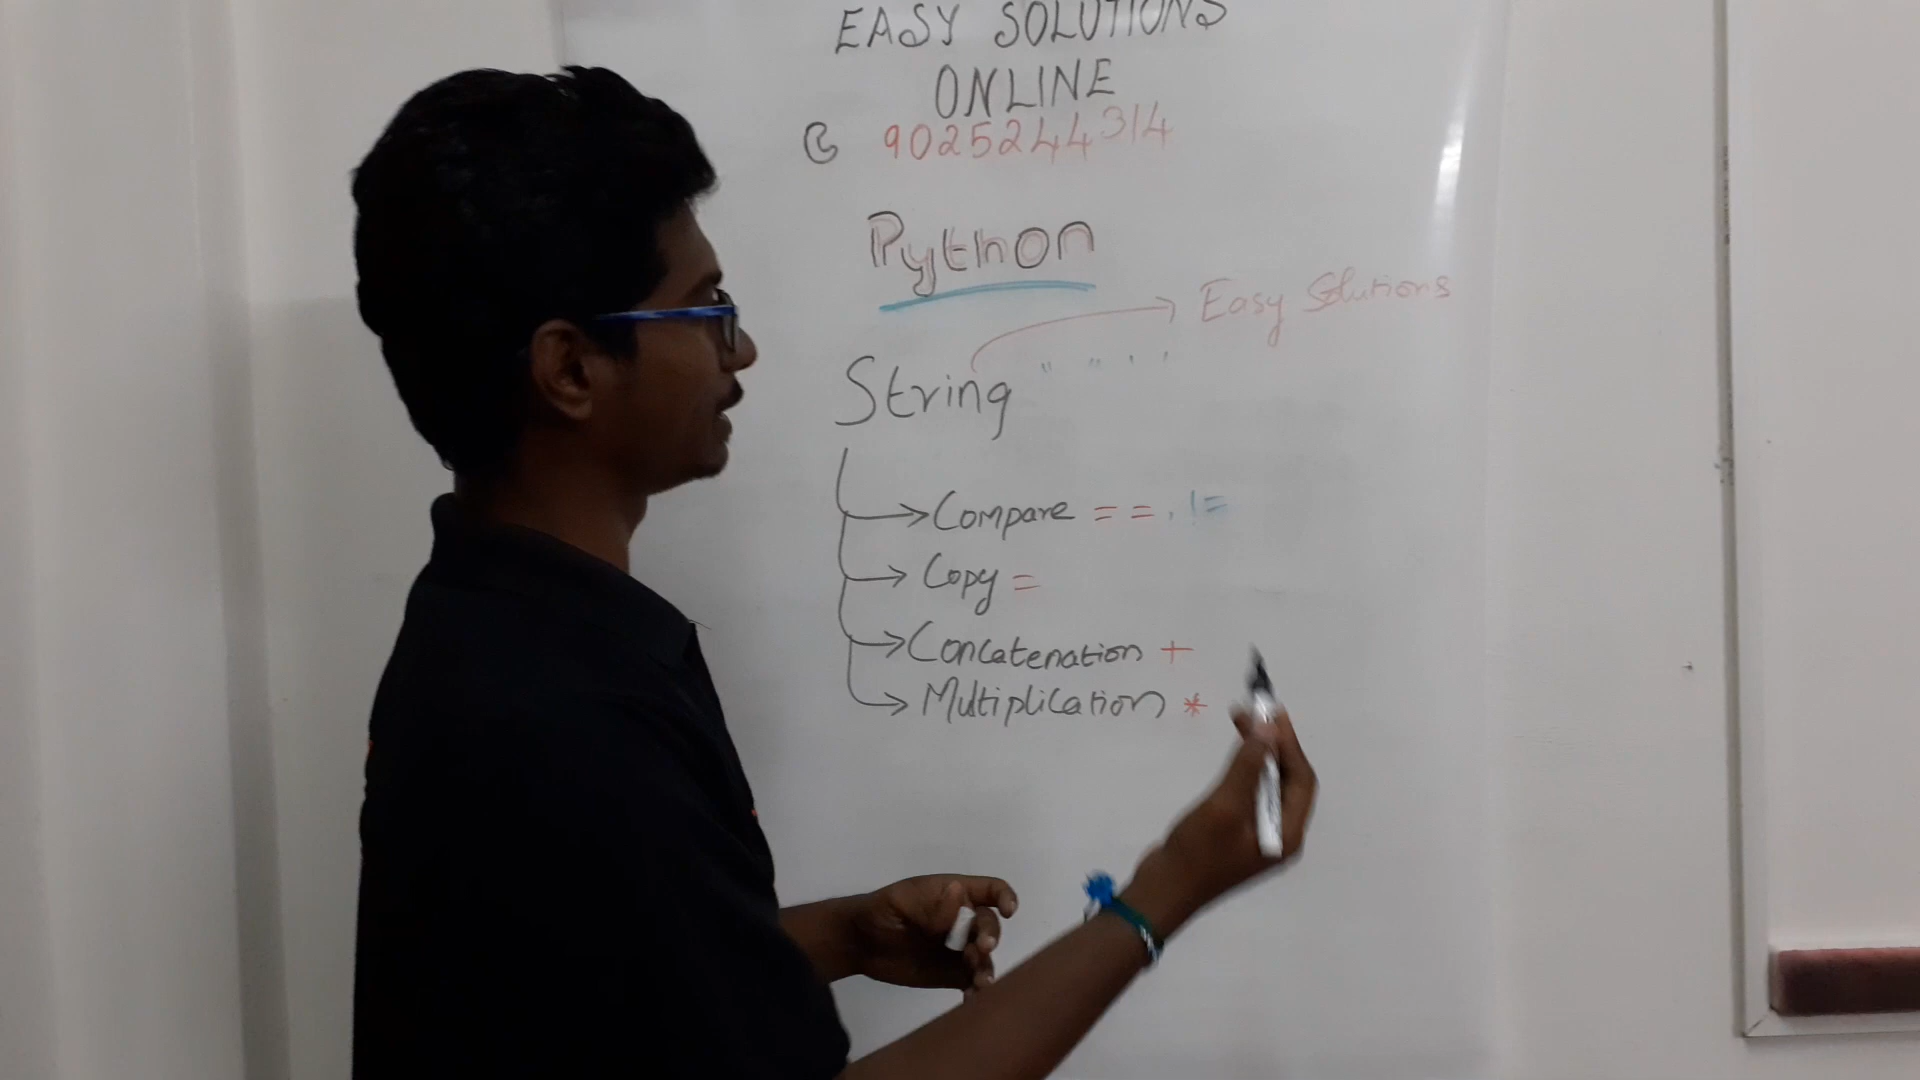 EASY SOLUTIONS
ONLINE
9025244314
Python
Easy Solutions
String " " ' '
Compare = = , !=
Copy =
Concatenation +
Multiplication *